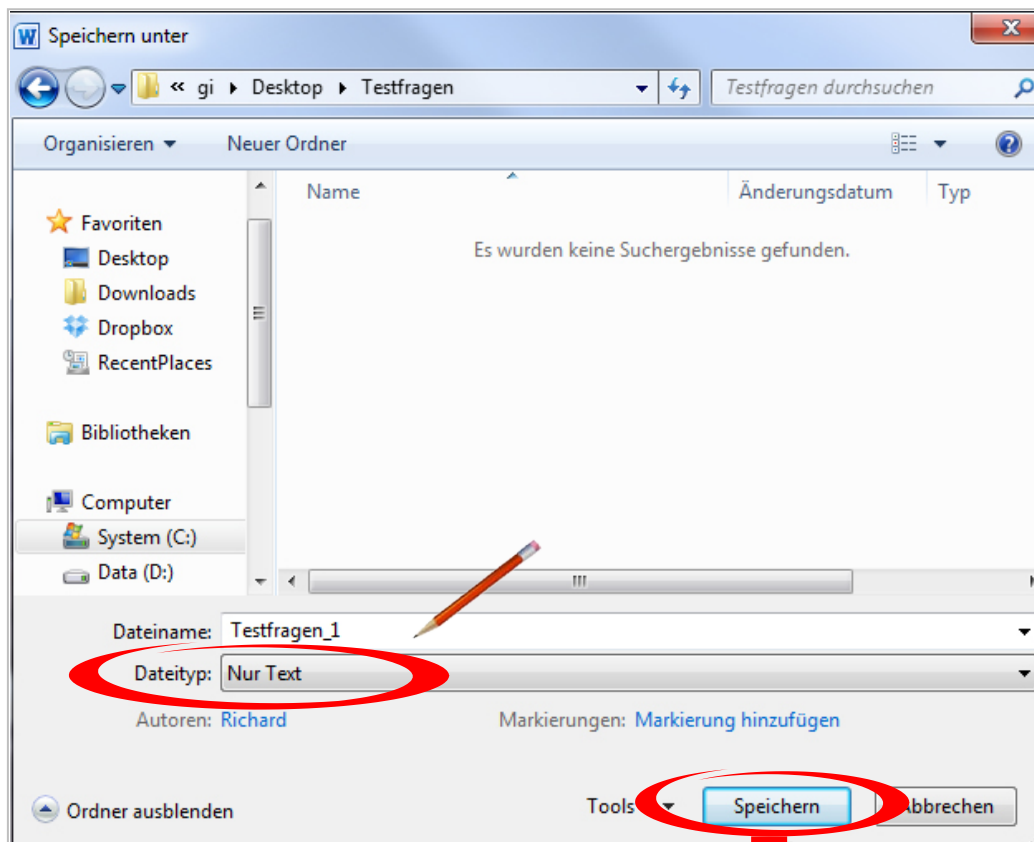 Speichern unter
« gi Desktop Testfragen Testfragen durchsuchen
Organisieren Neuer Ordner
Name Änderungsdatum Typ
Es wurden keine Suchergebnisse gefunden.
Favoriten
Desktop
Downloads
Dropbox
RecentPlaces
Bibliotheken
Computer
System (C:)
Data (D:)
Dateiname: Testfragen_1
Dateityp: Nur Text
Autoren: Richard Markierungen: Markierung hinzufügen
Ordner ausblenden Tools Speichern Abbrechen